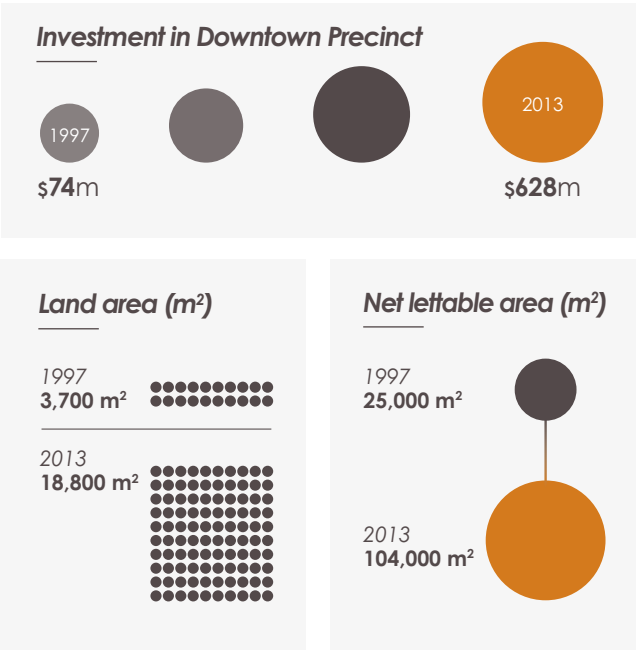 Investment in Downtown Precinct
1997
2013
$74m
$628m
Land area (m²)
1997
3,700 m²
2013
18,800 m²
Net lettable area (m²)
1997
25,000 m²
2013
104,000 m²